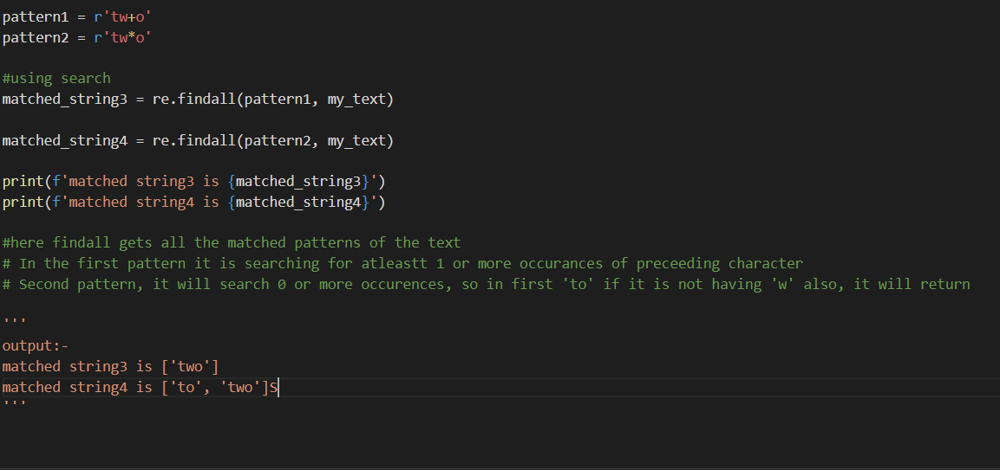 pattern1 = r'tw+o'
pattern2 = r'tw*o'
#using search
matched_string3 = re.findall(pattern1, my_text)
matched_string4 = re.findall(pattern2, my_text)
print(f'matched string3 is {matched_string3}')
print(f'matched string4 is {matched_string4}')
#here findall gets all the matched patterns of the text
# In the first pattern it is searching for atleastt 1 or more occurances of preceeding character
# Second pattern, it will search 0 or more occurences, so in first 'to' if it is not having 'w' also, it will return
'''
output:-
matched string3 is ['two']
matched string4 is ['to', 'two']S
'''